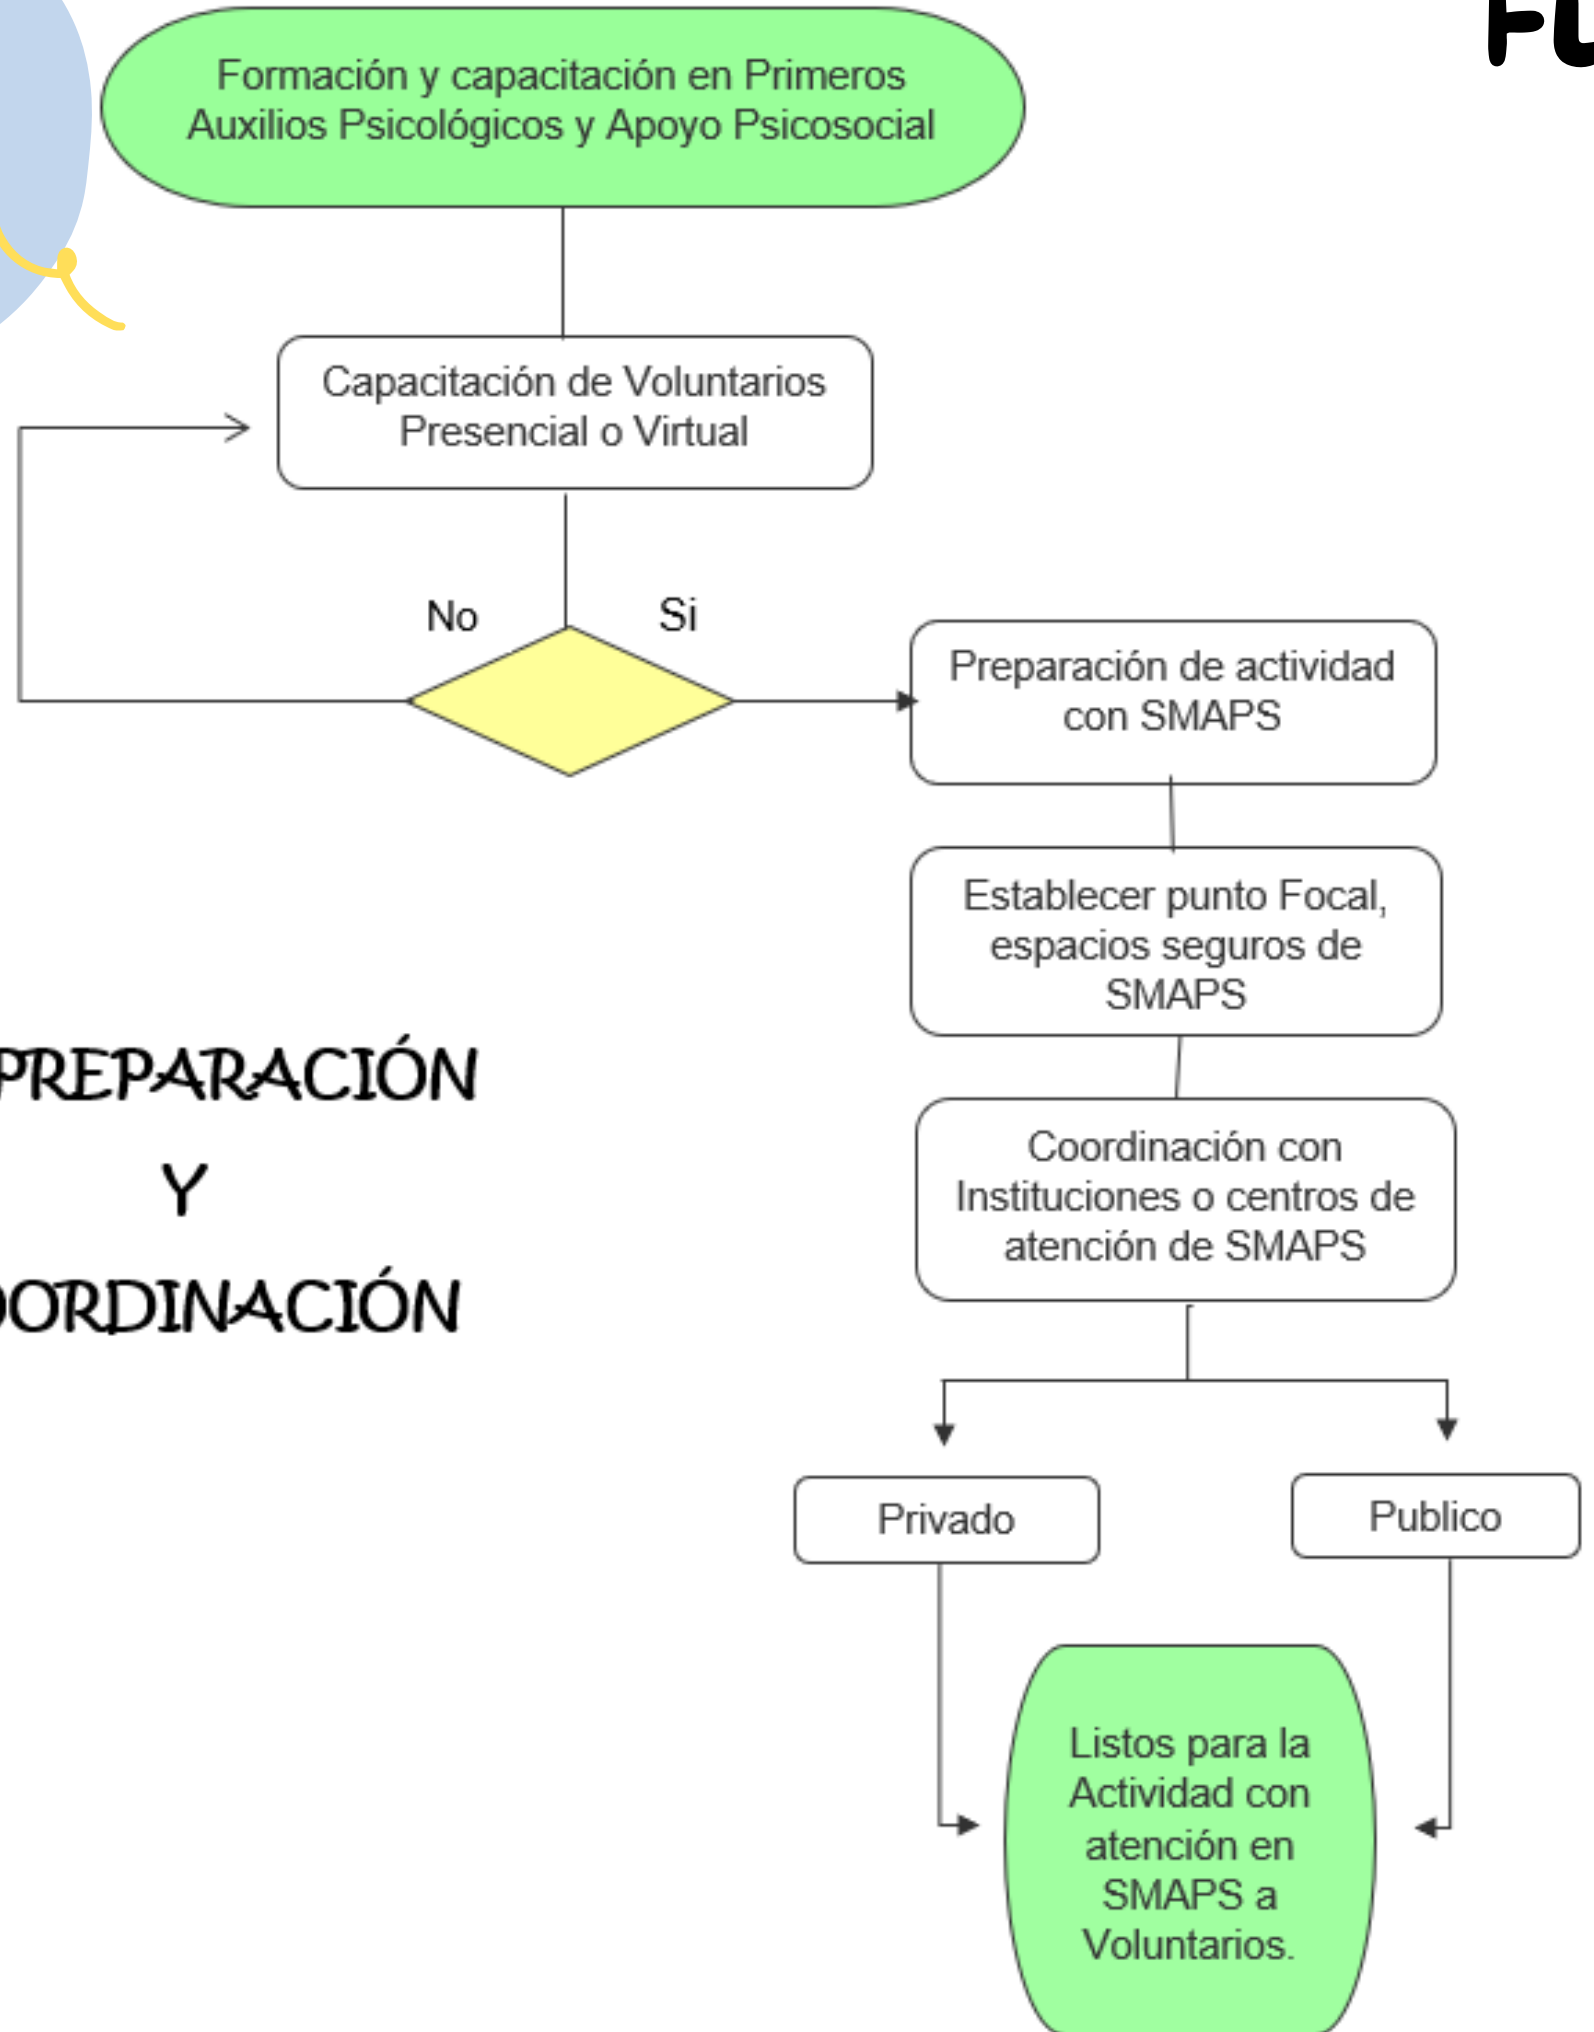 Formación y capacitación en Primeros
Auxilios Psicológicos y Apoyo Psicosocial
Capacitación de Voluntarios
Presencial o Virtual
No
Si
Preparación de actividad
con SMAPS
Establecer punto Focal,
espacios seguros de
SMAPS
PREPARACIÓN
Y
Coordinación con
Instituciones o centros de
atención de SMAPS
Privado
Publico
Listos para la
Actividad con
atención en
SMAPS a
Voluntarios.